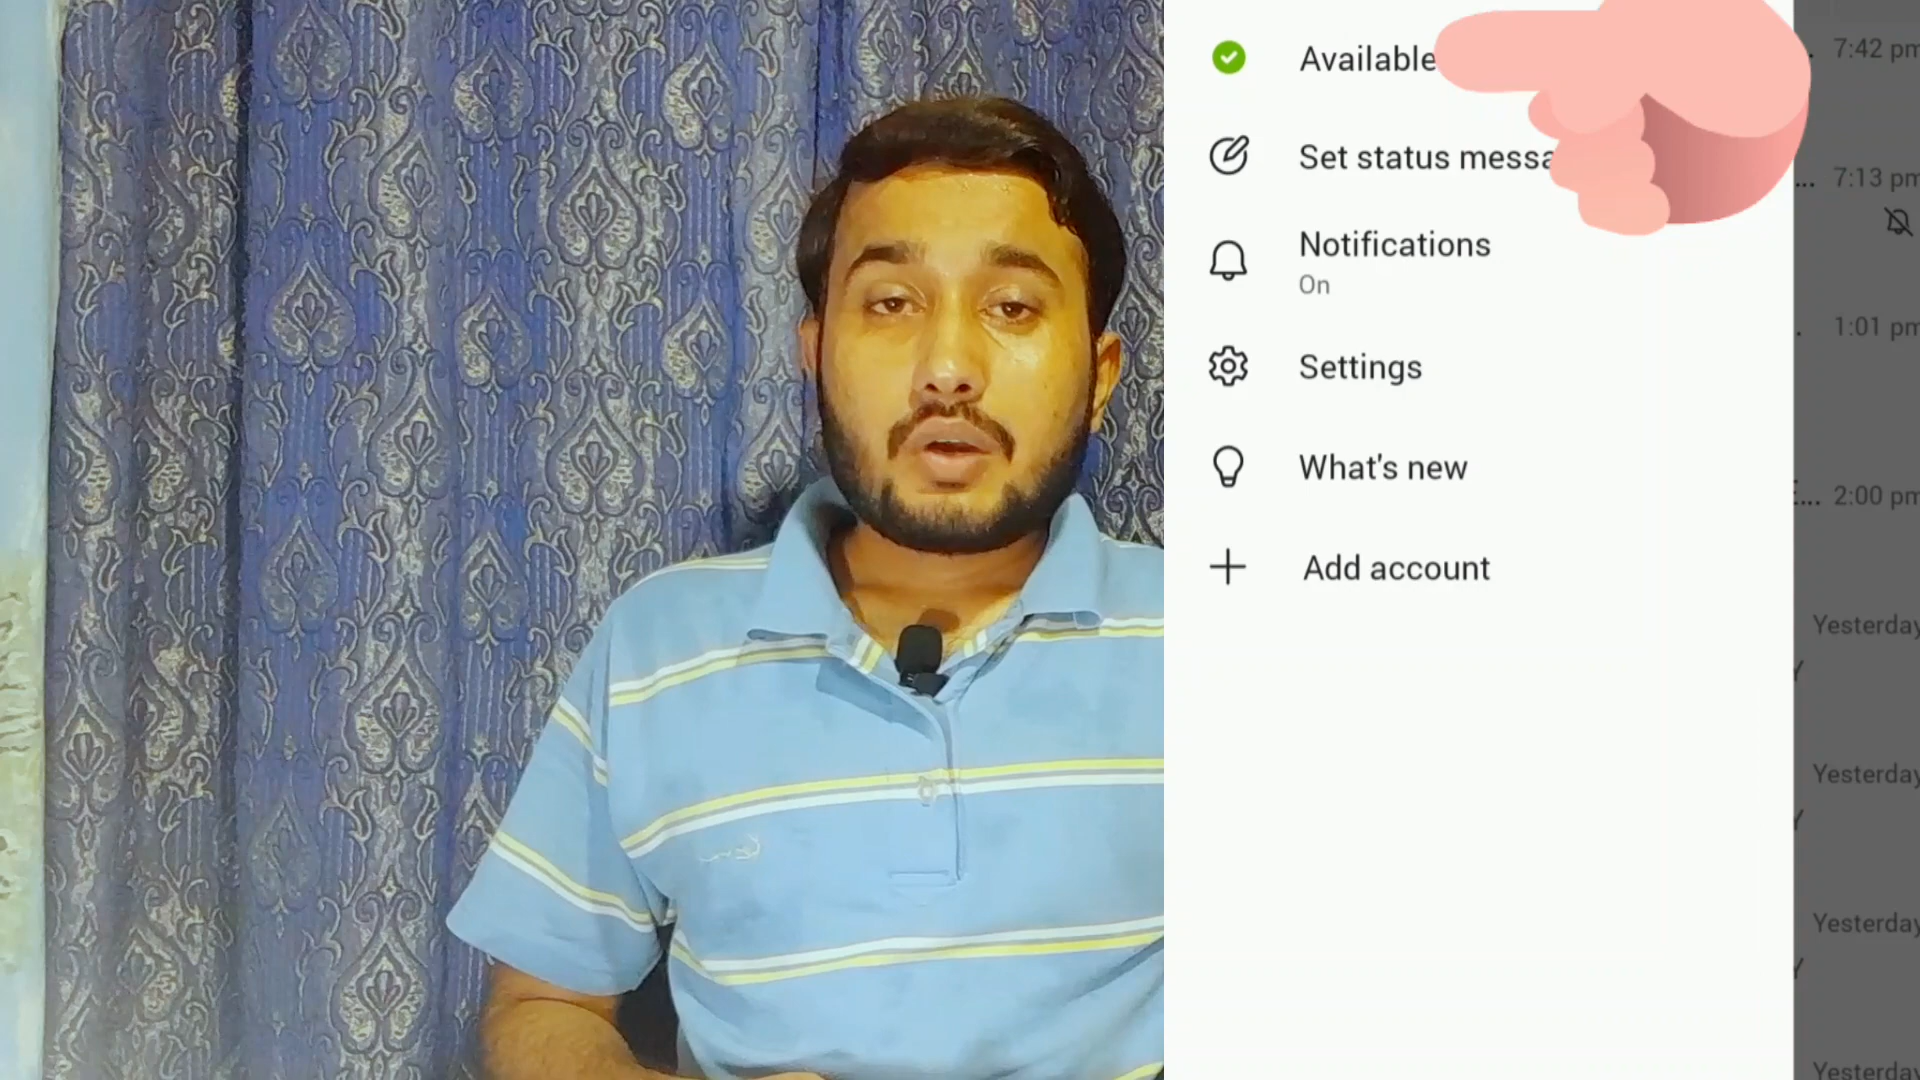 Available
Set status messa
Notifications
On
Settings
What's new
Add account
7:42 pm
... 7:13 pm
1:01 pm
... 2:00 pm
Yesterday
Yesterday
Yesterday
Yesterday